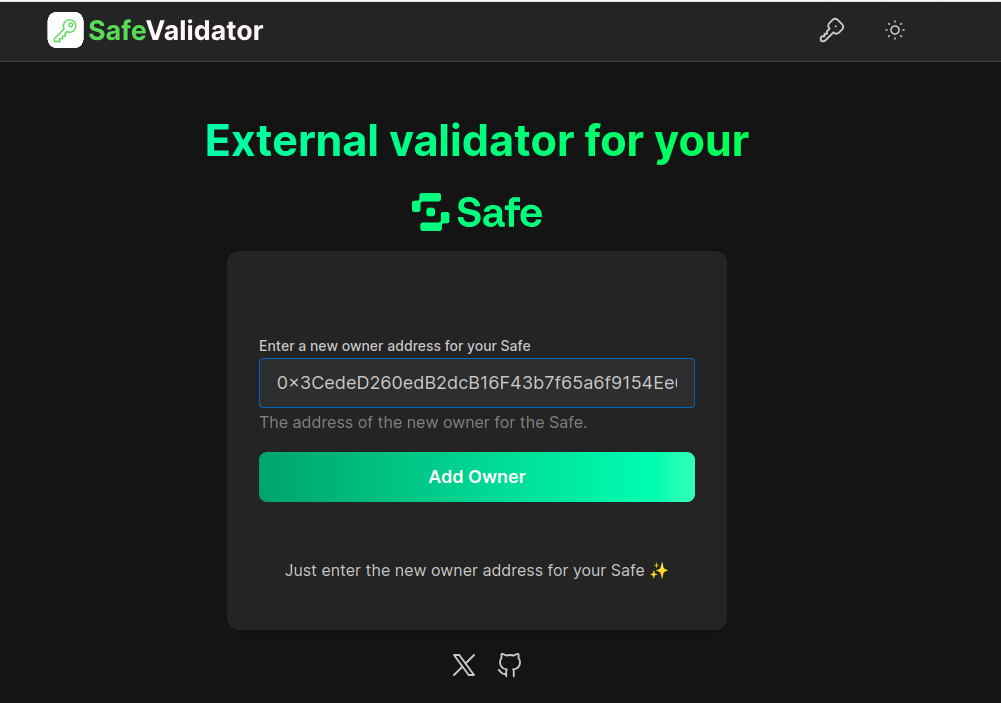 SafeValidator
External validator for your
Safe
Enter a new owner address for your Safe
0x3CedeD260edB2dcB16F43b7f65a6f9154Ee
The address of the new owner for the Safe.
Add Owner
Just enter the new owner address for your Safe ✨